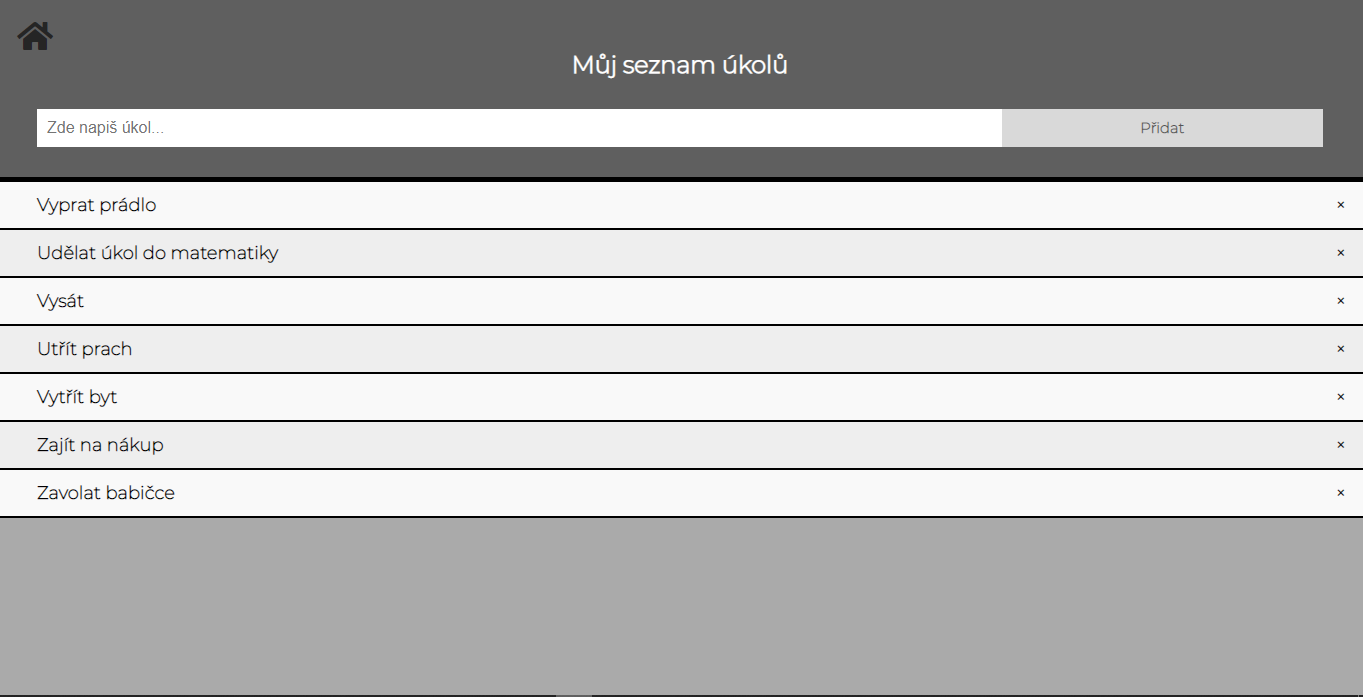 Můj seznam úkolů
Zde napiš úkol...
Přidat
Vyprat prádlo ×
Udělat úkol do matematiky ×
Vysát ×
Utřít prach ×
Vytřít byt ×
Zajít na nákup ×
Zavolat babičce ×